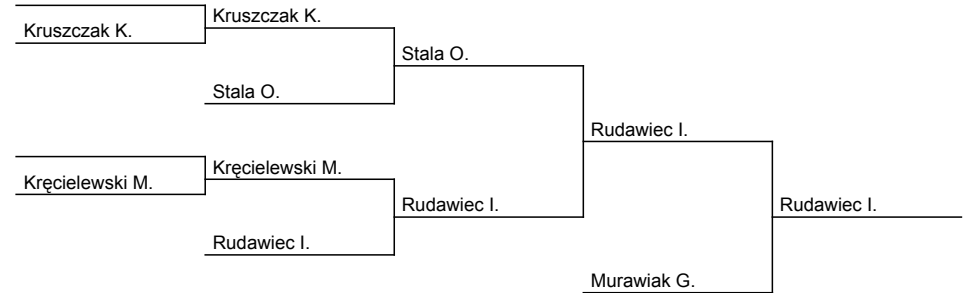 Kruszczak K.
Kruszczak K.
Stala O.
Stala O.
Rudawiec I.
Kręcielewski M.
Kręcielewski M.
Rudawiec I.
Rudawiec I.
Rudawiec I.
Murawiak G.